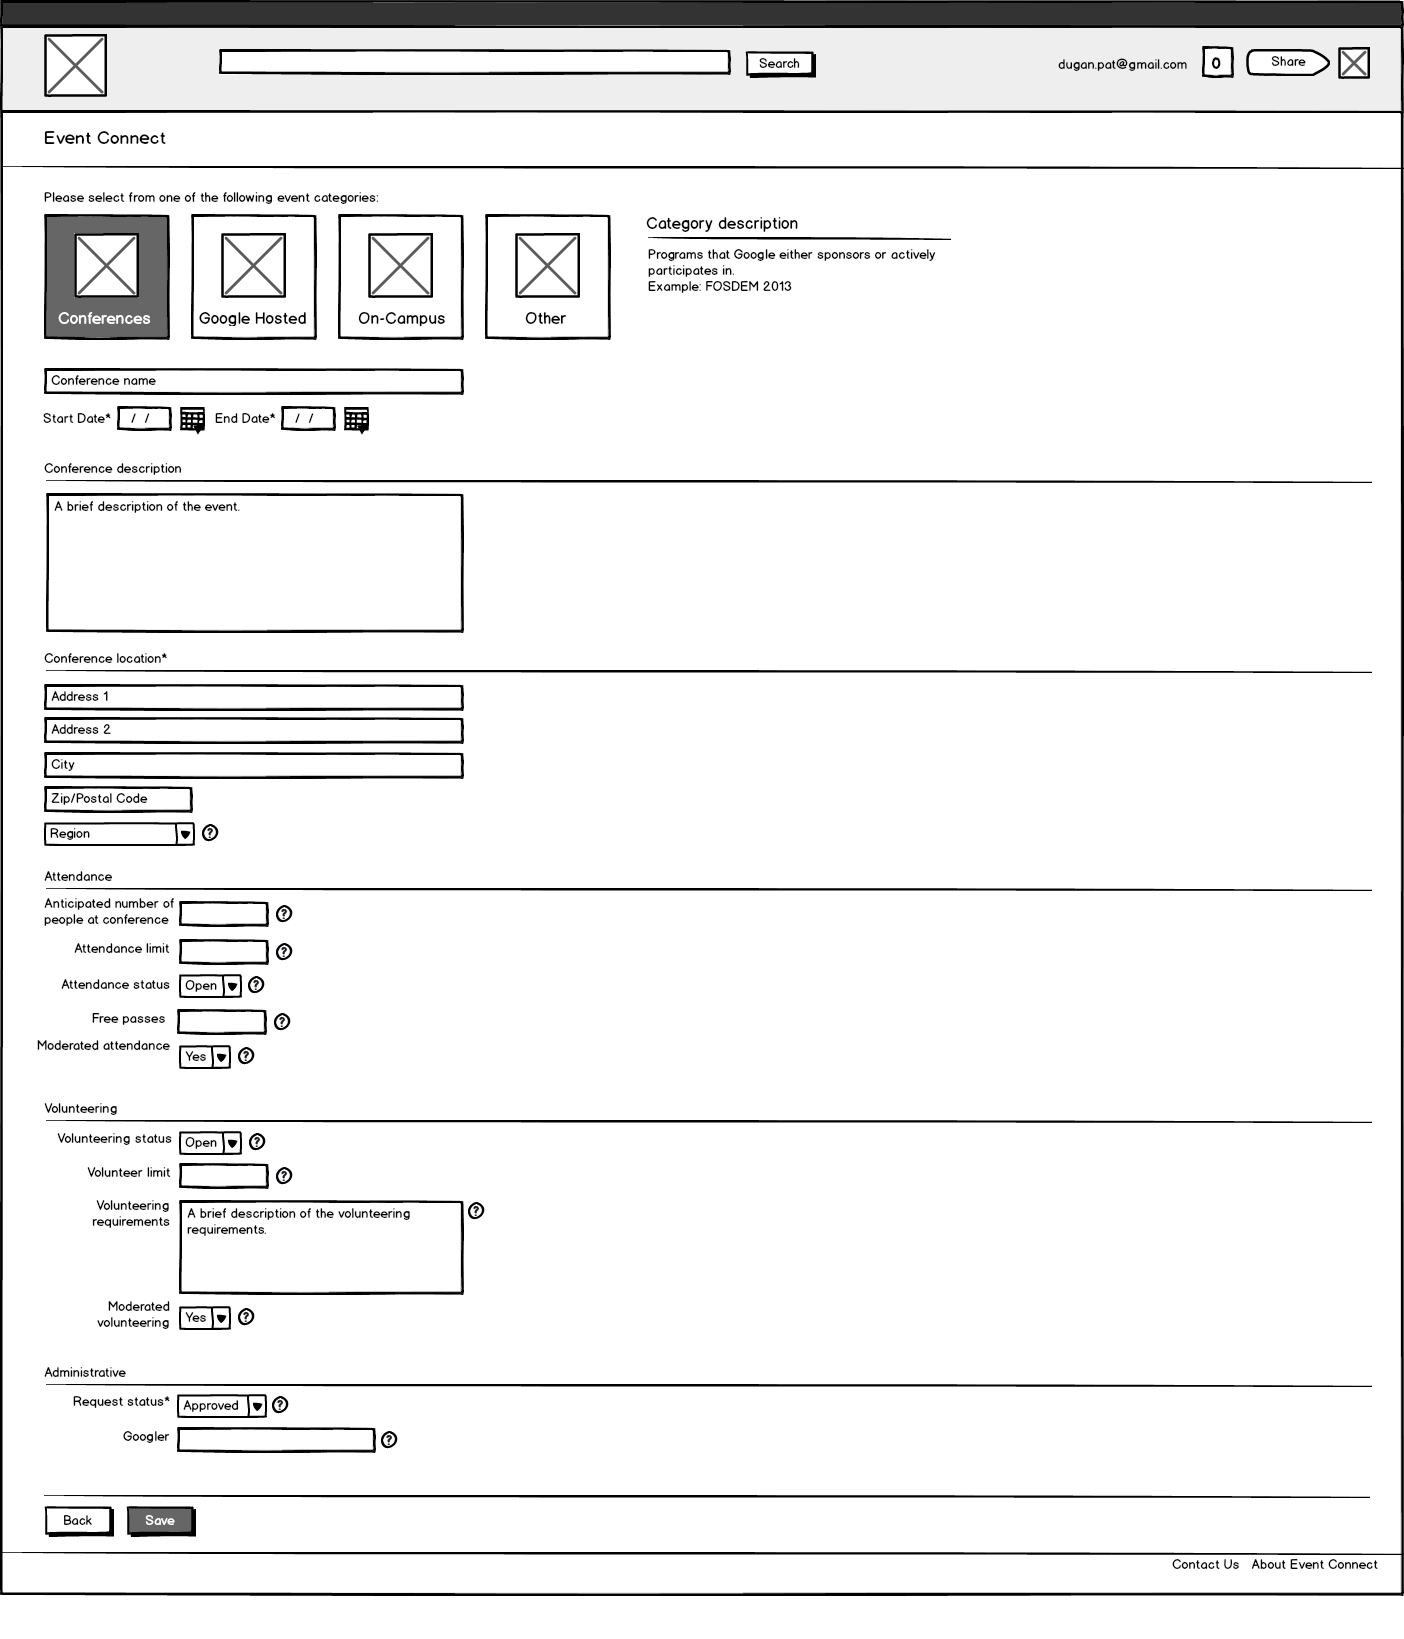 Search
dugan.pat@gmail.com
0
Share
Event Connect
Please select from one of the following event categories:
Conferences
Google Hosted
On-Campus
Other
Category description
Programs that Google either sponsors or actively
participates in.
Example: FOSDEM 2013
Conference name
Start Date* / / End Date* / /
Conference description
A brief description of the event.
Conference location*
Address 1
Address 2
City
Zip/Postal Code
Region ?
Attendance
Anticipated number of
people at conference ?
Attendance limit ?
Attendance status Open ?
Free passes ?
Moderated attendance Yes ?
Volunteering
Volunteering status Open ?
Volunteer limit ?
Volunteering
requirements
A brief description of the volunteering
requirements.
?
Moderated
volunteering
Yes ?
Administrative
Request status* Approved ?
Googler ?
Back
Save
Contact Us About Event Connect